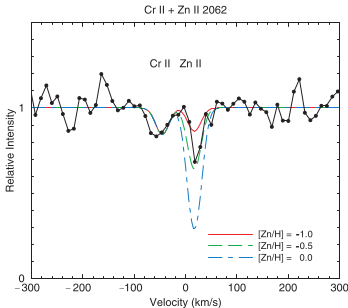 Cr II + Zn II 2062
Cr II Zn II
Relative Intensity
1
0
[Zn/H] = -1.0
[Zn/H] = -0.5
[Zn/H] = 0.0
-300 -200 -100 0 100 200 300
Velocity (km/s)